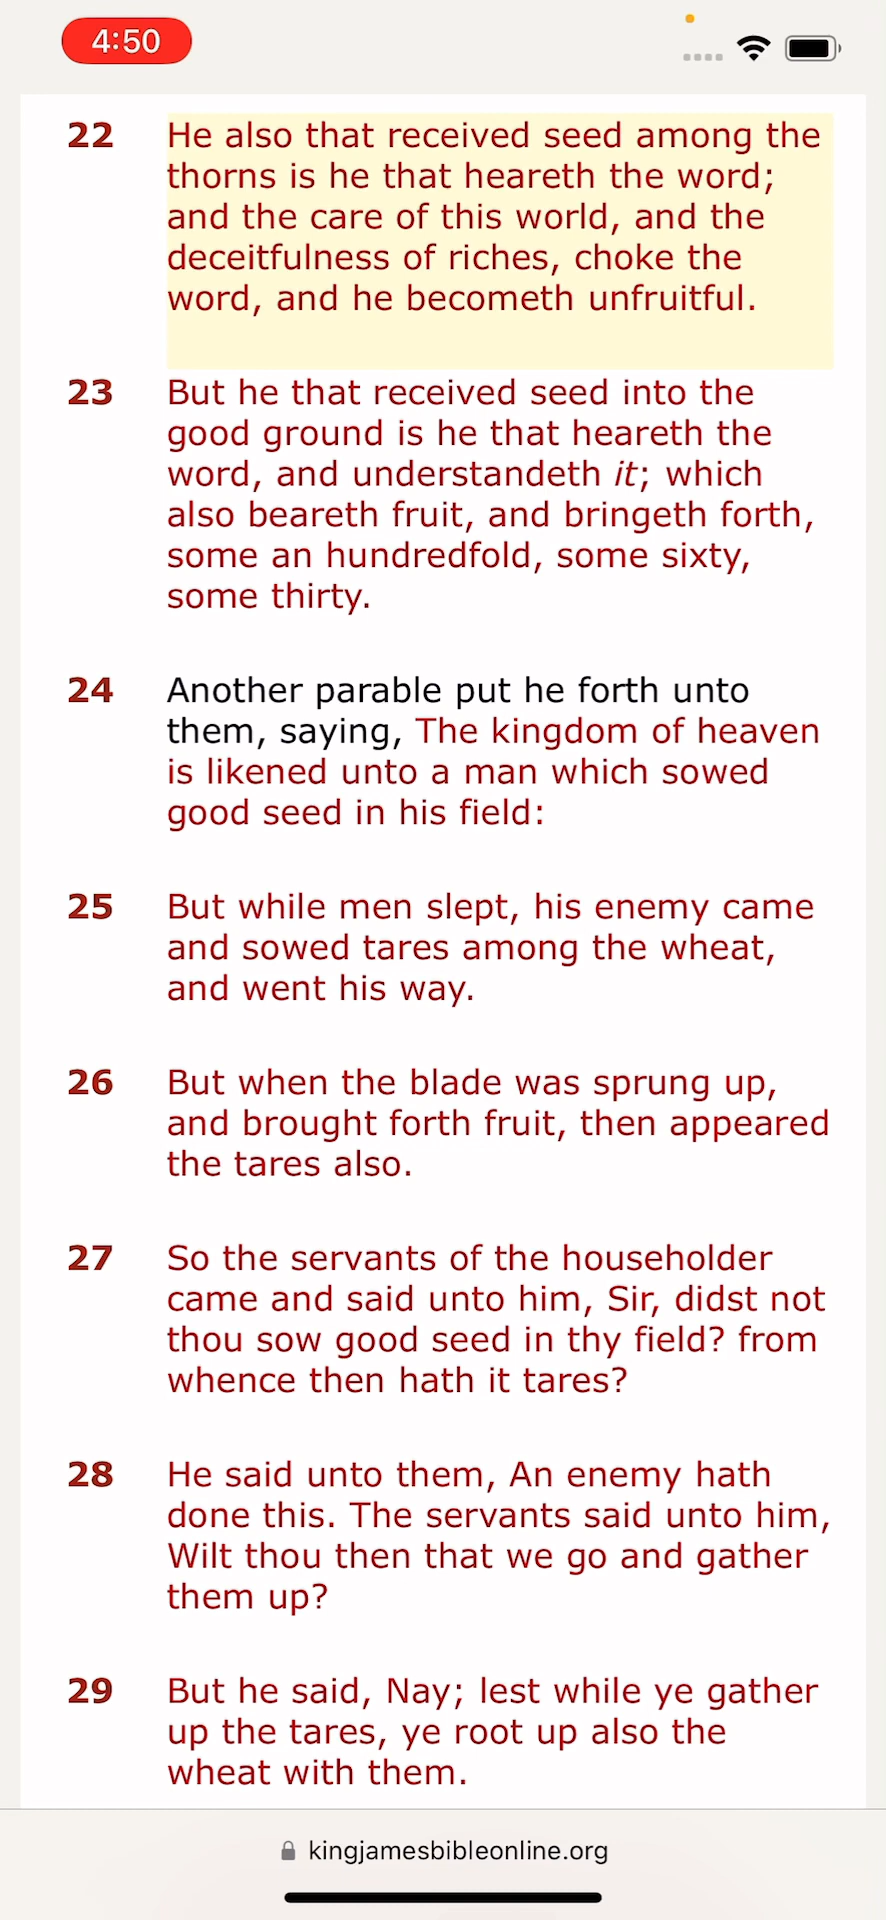 4:50
22 He also that received seed among the
thorns is he that heareth the word;
and the care of this world, and the
deceitfulness of riches, choke the
word, and he becometh unfruitful.
23 But he that received seed into the
good ground is he that heareth the
word, and understandeth it; which
also beareth fruit, and bringeth forth,
some an hundredfold, some sixty,
some thirty.
24 Another parable put he forth unto
them, saying, The kingdom of heaven
is likened unto a man which sowed
good seed in his field:
25 But while men slept, his enemy came
and sowed tares among the wheat,
and went his way.
26 But when the blade was sprung up,
and brought forth fruit, then appeared
the tares also.
27 So the servants of the householder
came and said unto him, Sir, didst not
thou sow good seed in thy field? from
whence then hath it tares?
28 He said unto them, An enemy hath
done this. The servants said unto him,
Wilt thou then that we go and gather
them up?
29 But he said, Nay; lest while ye gather
up the tares, ye root up also the
wheat with them.
kingjamesbibleonline.org